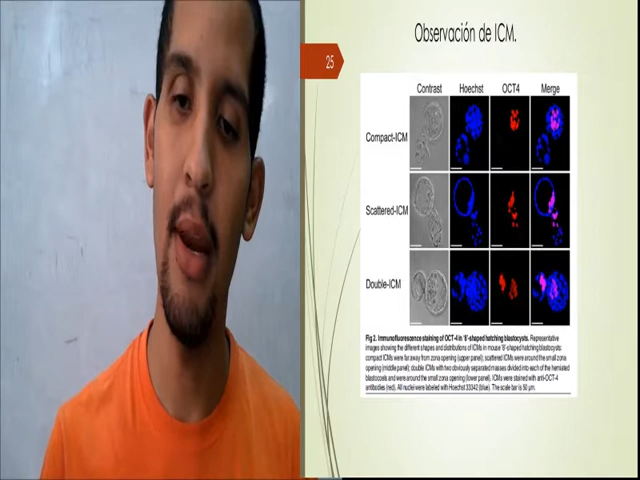 Observación de ICM.
25
Contrast Hoechst OCT4 Merge
Compact-ICM
Scattered-ICM
Double-ICM
Fig 2. Immunofluorescence staining of OCT-4 in '8'-shaped hatching blastocysts. Representative
images showing the different shapes and distributions of ICMs in mouse '8'-shaped hatching blastocysts:
compact ICMs were far away from zona opening (upper panel); scattered ICMs were around the small zona
opening (middle panel); double ICMs with two obviously separated masses divided into each of the herniated
blastocoels and were around the small zona opening (lower panel). ICMs were stained with anti-OCT-4
antibodies (red). All nuclei were labeled with Hoechst 33342 (blue). The scale bar is 50 μm.